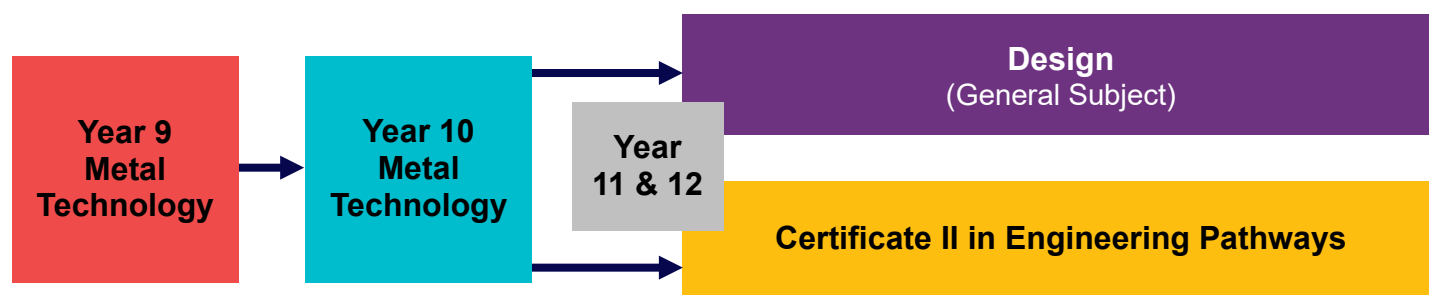 Year 9
Metal
Technology
Year 10
Metal
Technology
Year
11 & 12
Design
(General Subject)
Certificate II in Engineering Pathways